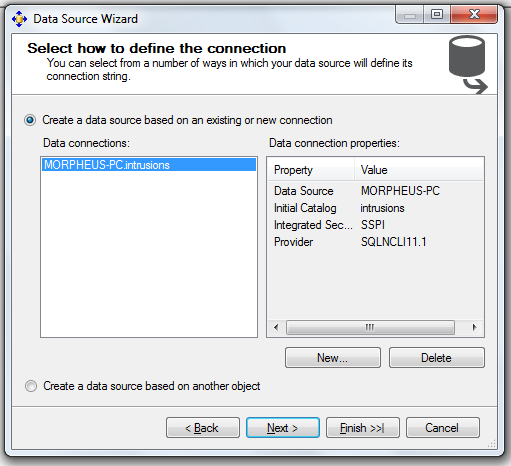 Data Source Wizard
Select how to define the connection
You can select from a number of ways in which your data source will define its
connection string.
Create a data source based on an existing or new connection
Data connections:
Data connection properties:
MORPHEUS-PC.intrusions
Property Value
Data Source MORPHEUS-PC
Initial Catalog intrusions
Integrated Sec... SSPI
Provider SQLNCLI11.1
New... Delete
Create a data source based on another object
< Back Next > Finish >>| Cancel